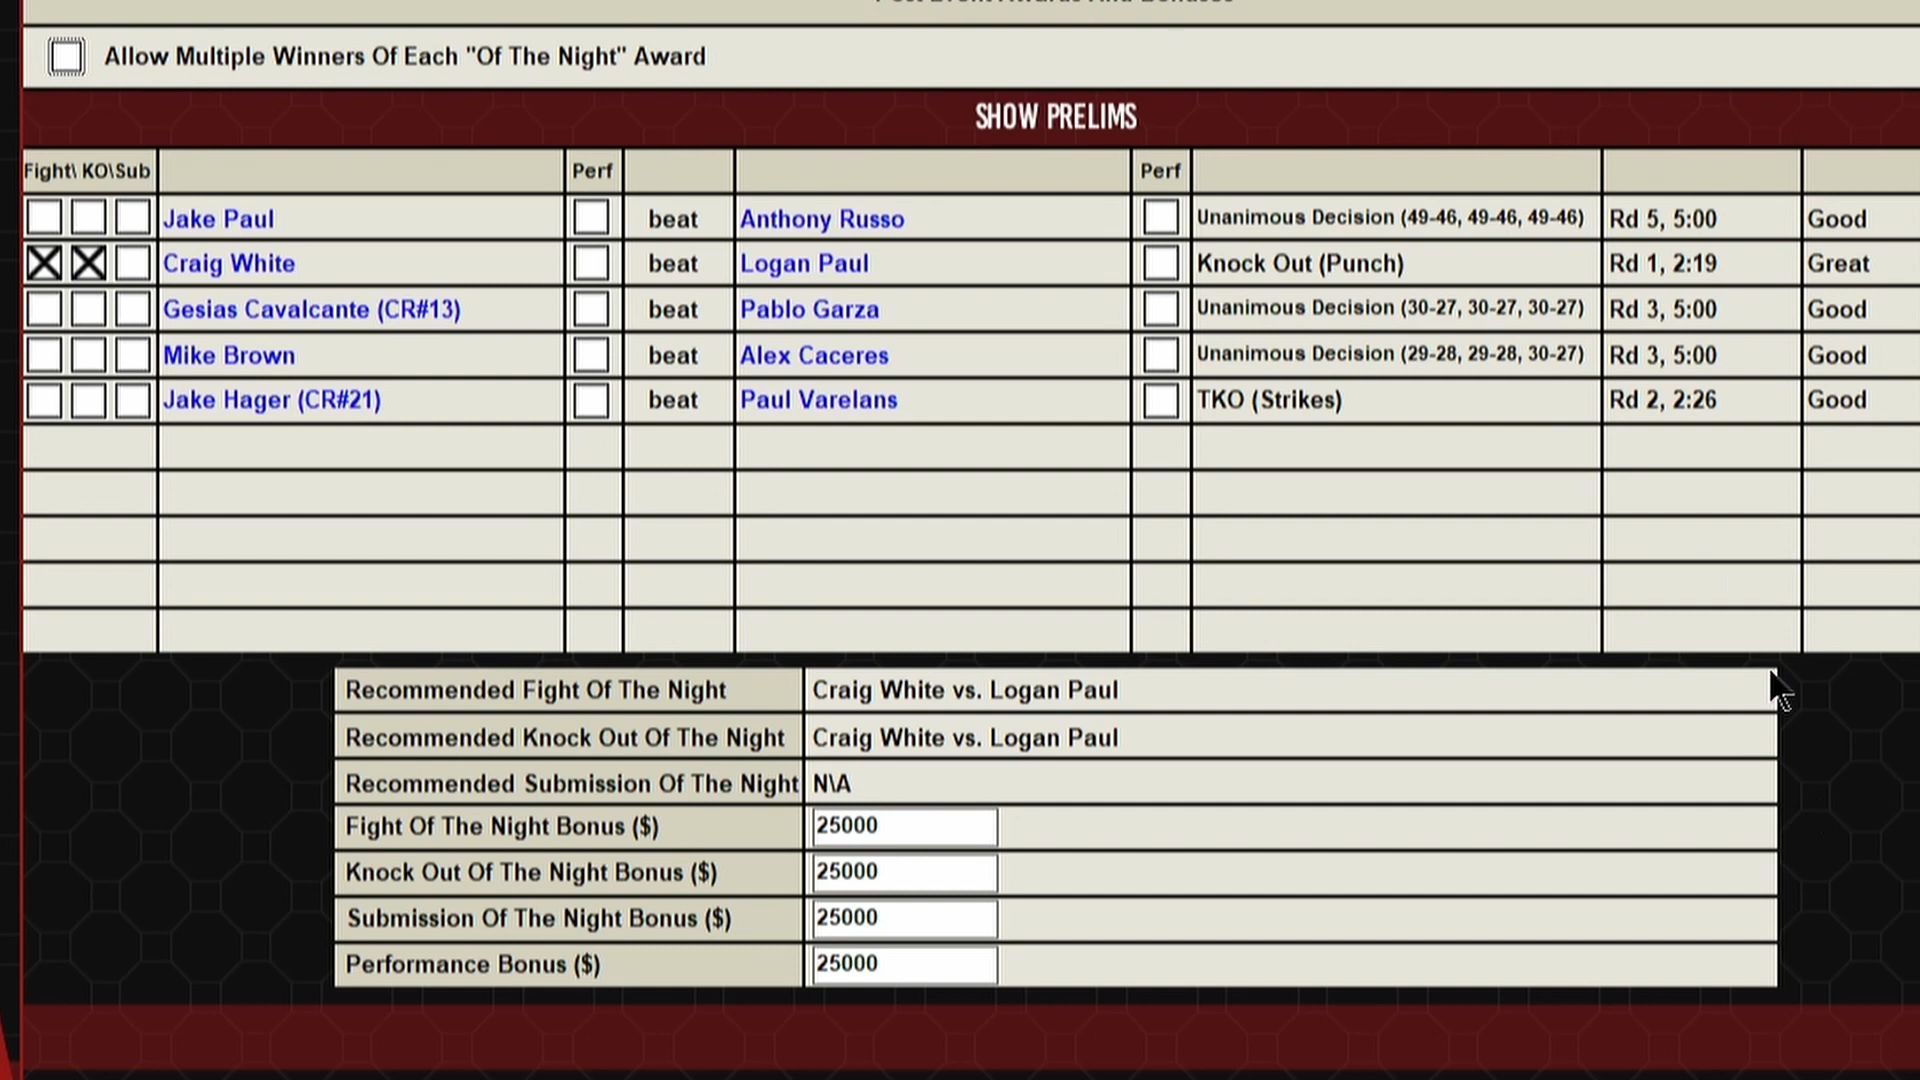 Post Event Awards And Bonuses
Allow Multiple Winners Of Each "Of The Night" Award
SHOW PRELIMS
Fight\ KO\Sub Perf Perf
Jake Paul beat Anthony Russo Unanimous Decision (49-46, 49-46, 49-46) Rd 5, 5:00 Good
Craig White beat Logan Paul Knock Out (Punch) Rd 1, 2:19 Great
Gesias Cavalcante (CR#13) beat Pablo Garza Unanimous Decision (30-27, 30-27, 30-27) Rd 3, 5:00 Good
Mike Brown beat Alex Caceres Unanimous Decision (29-28, 29-28, 30-27) Rd 3, 5:00 Good
Jake Hager (CR#21) beat Paul Varelans TKO (Strikes) Rd 2, 2:26 Good
Recommended Fight Of The Night Craig White vs. Logan Paul
Recommended Knock Out Of The Night Craig White vs. Logan Paul
Recommended Submission Of The Night N\A
Fight Of The Night Bonus ($) 25000
Knock Out Of The Night Bonus ($) 25000
Submission Of The Night Bonus ($) 25000
Performance Bonus ($) 25000